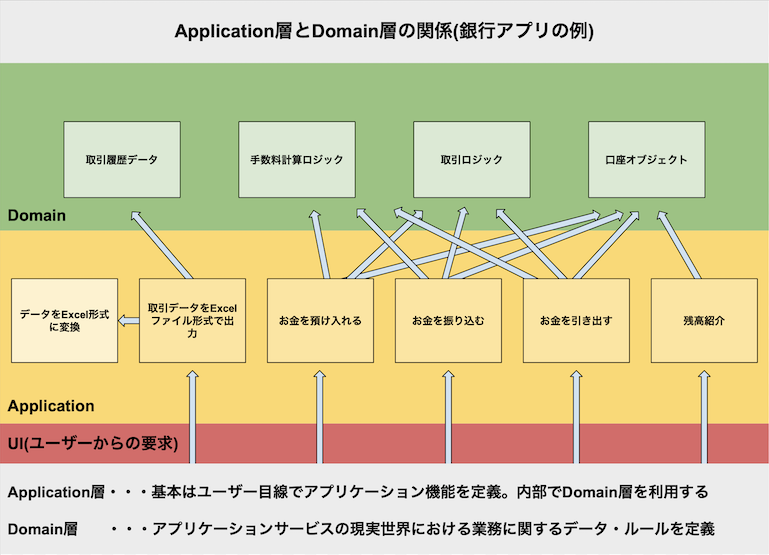 Application層とDomain層の関係(銀行アプリの例)
取引履歴データ
手数料計算ロジック
取引ロジック
口座オブジェクト
Domain
データをExcel形式
に変換
取引データをExcel
ファイル形式で出
力
お金を預け入れる
お金を振り込む
お金を引き出す
残高紹介
Application
UI(ユーザーからの要求)
Application層・・・基本はユーザー目線でアプリケーション機能を定義。内部でDomain層を利用する
Domain層　　・・・アプリケーションサービスの現実世界における業務に関するデータ・ルールを定義